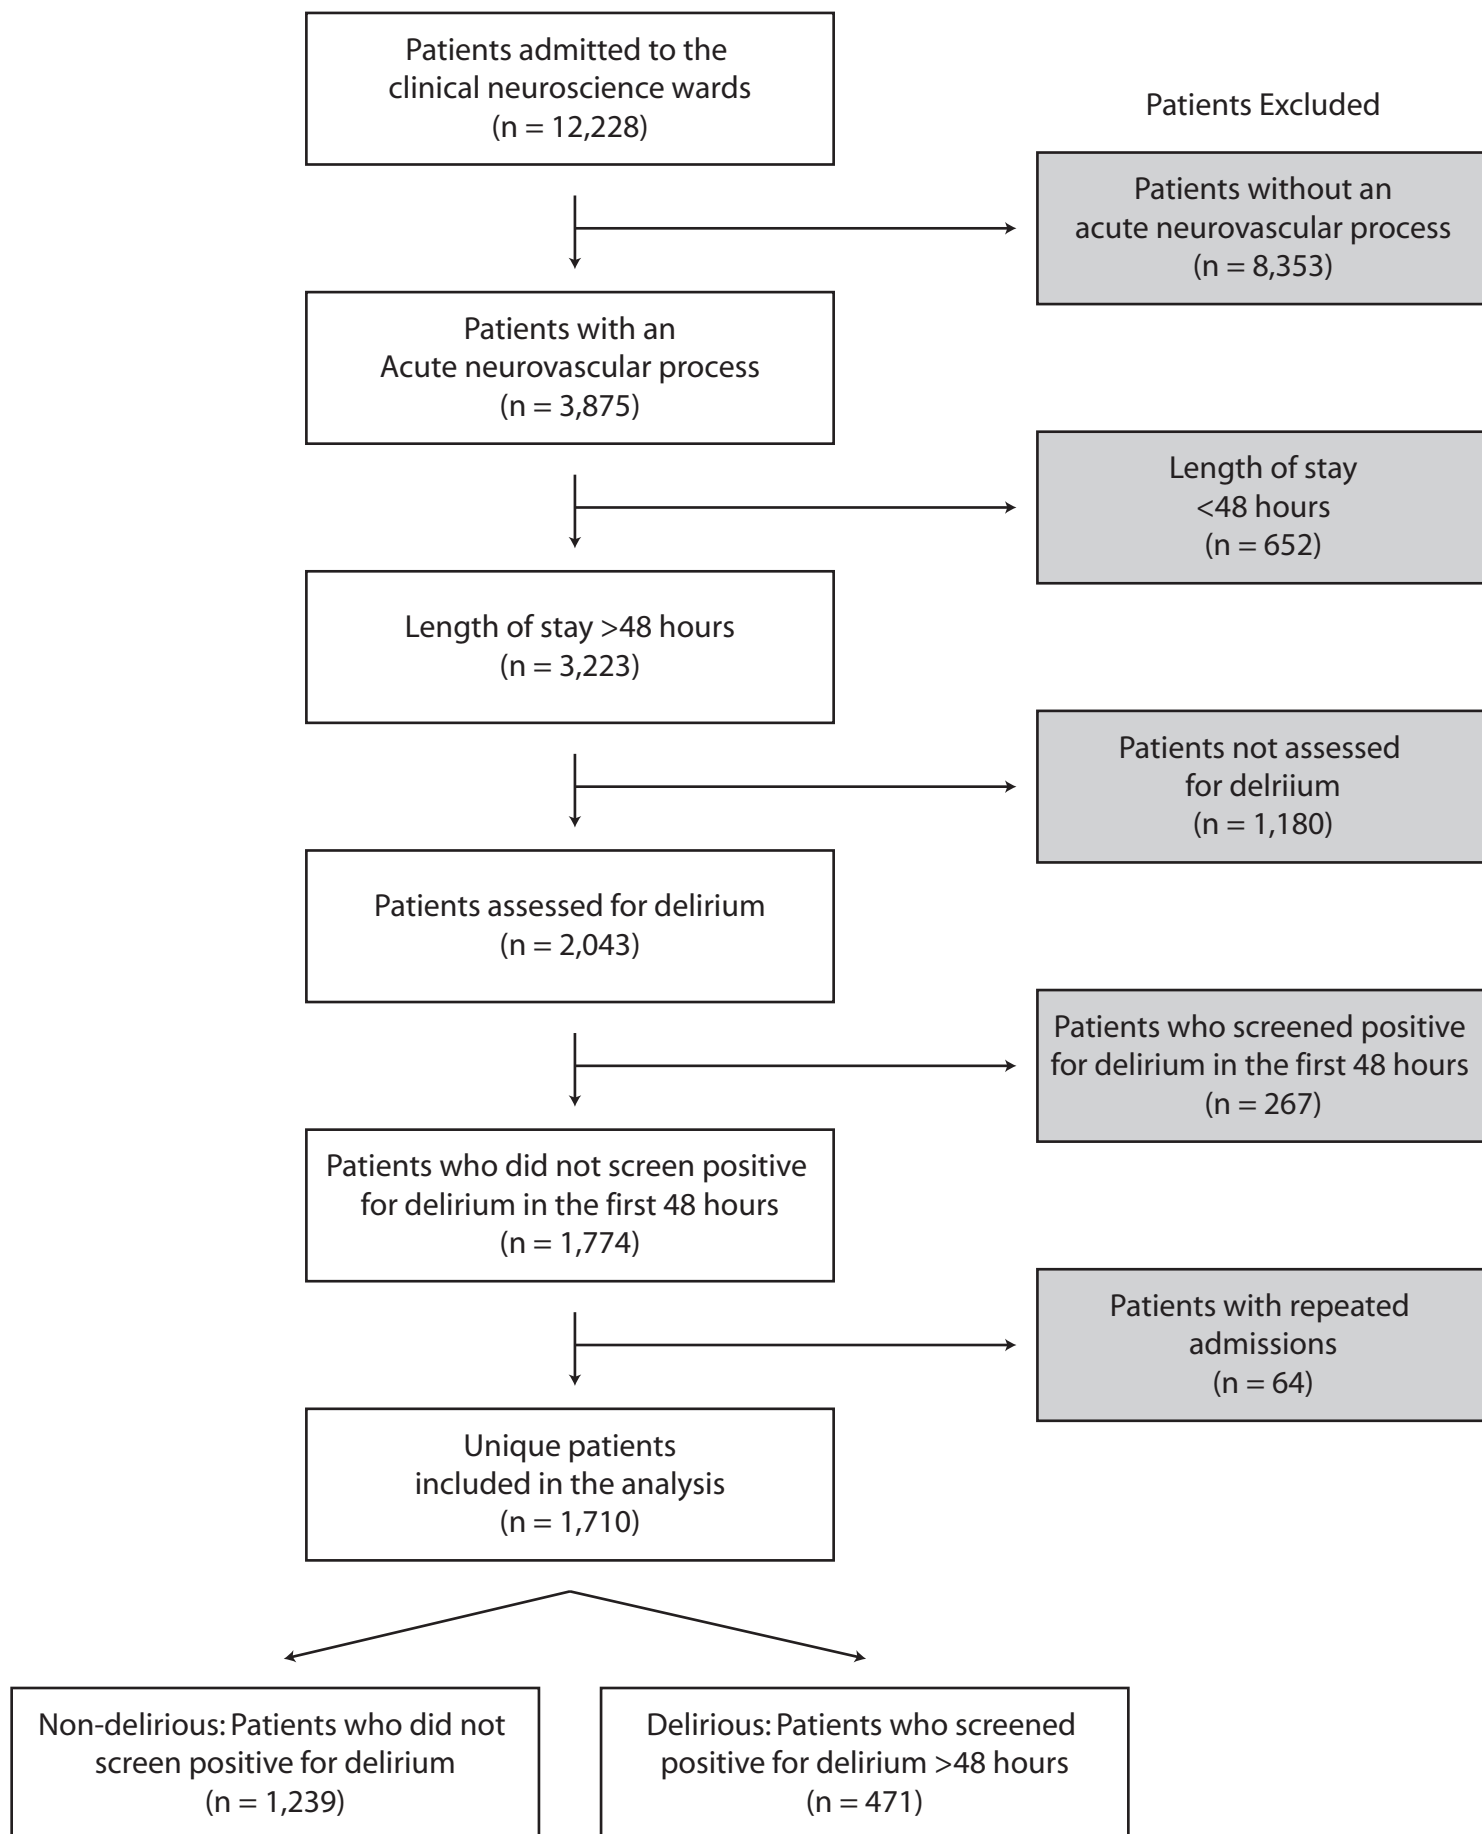 Patients admitted to the
clinical neuroscience wards
(n = 12,228)
Patients Excluded
Patients without an
acute neurovascular process
(n = 8,353)
Patients with an
Acute neurovascular process
(n = 3,875)
Length of stay
<48 hours
(n = 652)
Length of stay >48 hours
(n = 3,223)
Patients not assessed
for delriium
(n = 1,180)
Patients assessed for delirium
(n = 2,043)
Patients who screened positive
for delirium in the first 48 hours
(n = 267)
Patients who did not screen positive
for delirium in the first 48 hours
(n = 1,774)
Patients with repeated
admissions
(n = 64)
Unique patients
included in the analysis
(n = 1,710)
Non-delirious: Patients who did not
screen positive for delirium
(n = 1,239)
Delirious: Patients who screened
positive for delirium >48 hours
(n = 471)